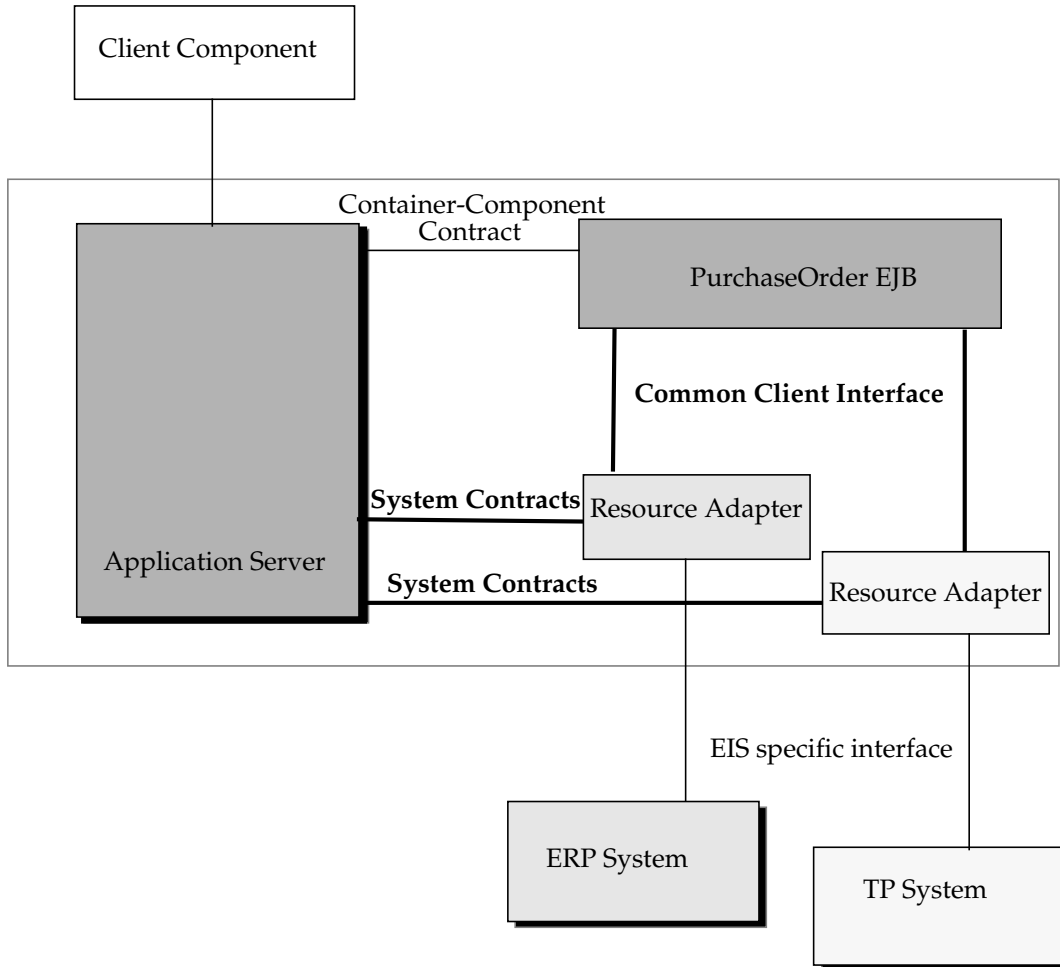 Client Component
Container-Component
Contract
PurchaseOrder EJB
Common Client Interface
System Contracts
Resource Adapter
Application Server
System Contracts
Resource Adapter
EIS specific interface
ERP System
TP System